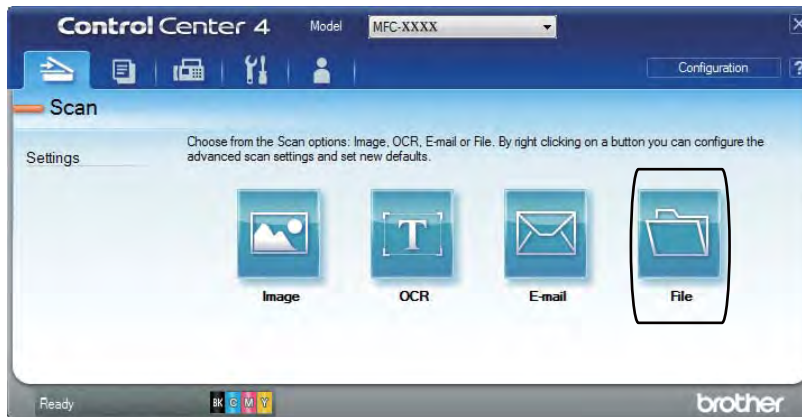 Control Center 4 Model MFC-XXXX
Configuration ?
Scan
Choose from the Scan options: Image, OCR, E-mail or File. By right clicking on a button you can configure the
Settings
advanced scan settings and set new defaults.
T
Image OCR E-mail File
Ready BK C M Y brother